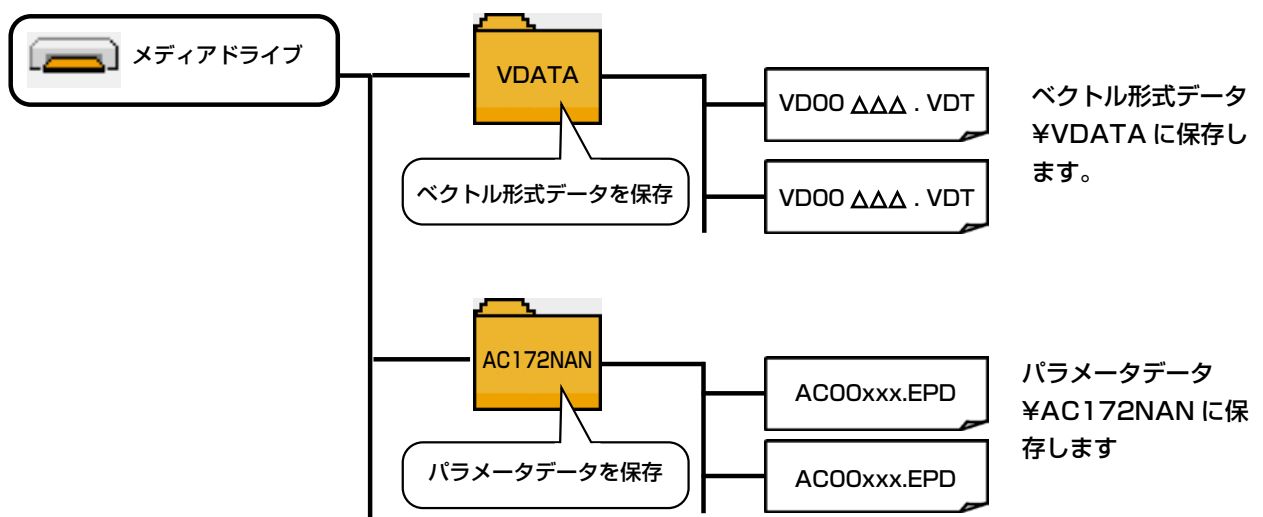 メディアドライブ
VDATA
ベクトル形式データを保存
VD00 △△△ . VDT
VD00 △△△ . VDT
ベクトル形式データ
¥VDATA に保存し
ます。
AC172NAN
パラメータデータを保存
AC00xxx.EPD
AC00xxx.EPD
パラメータデータ
¥AC172NAN に保
存します